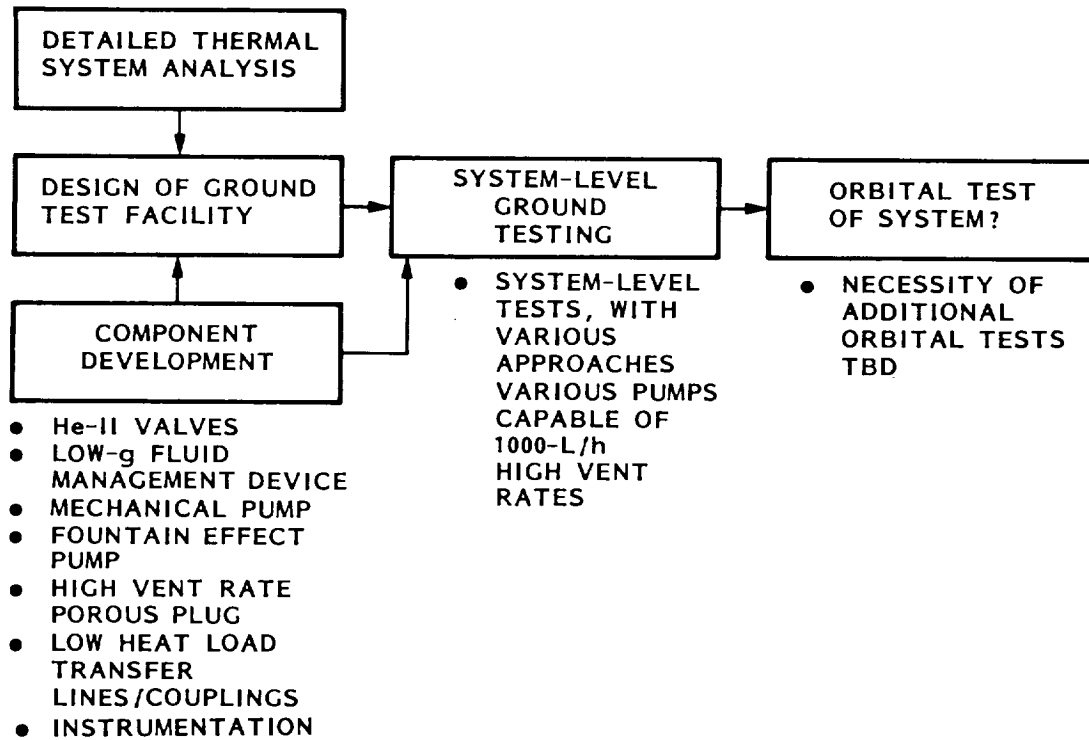 DETAILED THERMAL
SYSTEM ANALYSIS
DESIGN OF GROUND
TEST FACILITY
SYSTEM-LEVEL
GROUND
TESTING
ORBITAL TEST
OF SYSTEM?
COMPONENT
DEVELOPMENT
● He-II VALVES
● LOW-g FLUID
MANAGEMENT DEVICE
● MECHANICAL PUMP
● FOUNTAIN EFFECT
PUMP
● HIGH VENT RATE
POROUS PLUG
● LOW HEAT LOAD
TRANSFER
LINES/COUPLINGS
● INSTRUMENTATION
● SYSTEM-LEVEL
TESTS, WITH
VARIOUS
APPROACHES
VARIOUS PUMPS
CAPABLE OF
1000-L/h
HIGH VENT
RATES
● NECESSITY OF
ADDITIONAL
ORBITAL TESTS
TBD